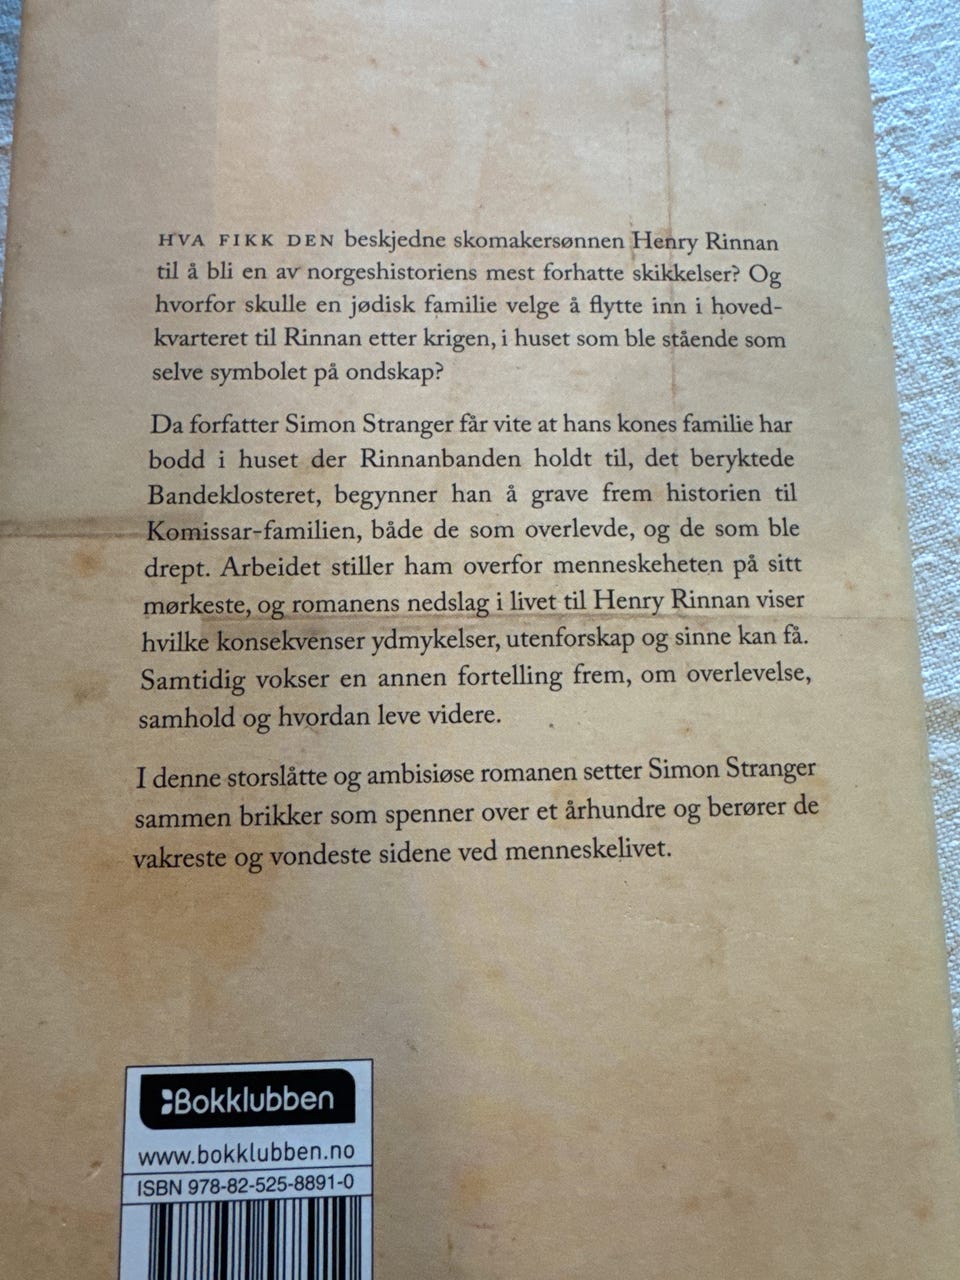 HVA FIKK DEN beskjedne skomakersønnen Henry Rinnan
til å bli en av norgeshistoriens mest forhatte skikkelser? Og
hvorfor skulle en jødisk familie velge å flytte inn i hoved-
kvarteret til Rinnan etter krigen, i huset som ble stående som
selve symbolet på ondskap?
Da forfatter Simon Stranger får vite at hans kones familie har
bodd i huset der Rinnanbanden holdt til, det beryktede
Bandeklosteret, begynner han å grave frem historien til
Komissar-familien, både de som overlevde, og de som ble
drept. Arbeidet stiller ham overfor menneskeheten på sitt
mørkeste, og romanens nedslag i livet til Henry Rinnan viser
hvilke konsekvenser ydmykelser, utenforskap og sinne kan få.
Samtidig vokser en annen fortelling frem, om overlevelse,
samhold og hvordan leve videre.
I denne storslåtte og ambisiøse romanen setter Simon Stranger
sammen brikker som spenner over et århundre og berører de
vakreste og vondeste sidene ved menneskelivet.
Bokklubben
www.bokklubben.no
ISBN 978-82-525-8891-0